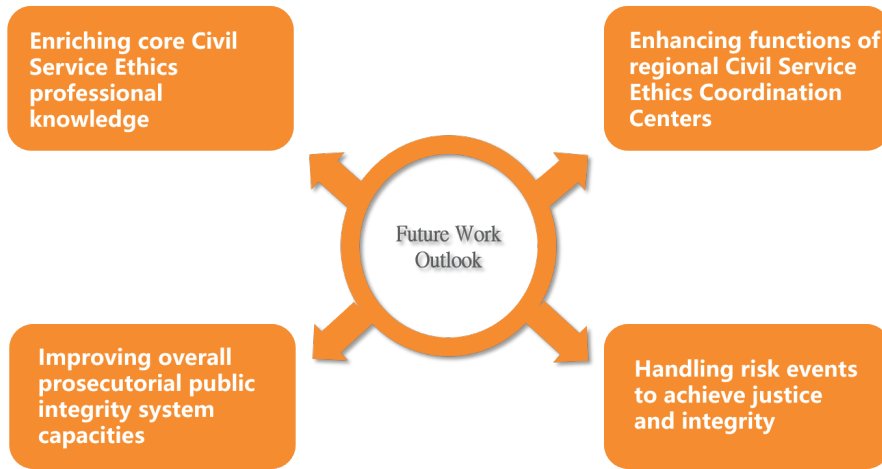 Enriching core Civil
Service Ethics
professional
knowledge
Enhancing functions of
regional Civil Service
Ethics Coordination
Centers
Future Work
Outlook
Improving overall
prosecutorial public
integrity system
capacities
Handling risk events
to achieve justice
and integrity